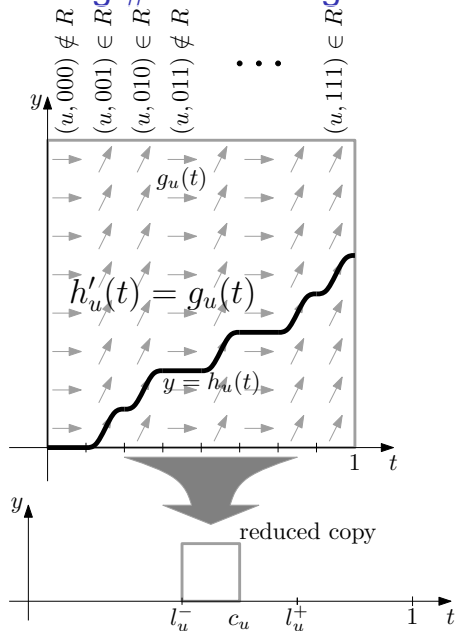 (u, 000) ∉ R
(u, 001) ∈ R
(u, 010) ∈ R
(u, 011) ∉ R
• • •
(u, 111) ∈ R
y
g_u(t)
h'_u(t) = g_u(t)
y = h_u(t)
1 t
reduced copy
y
l_u^- c_u l_u^+ 1 t